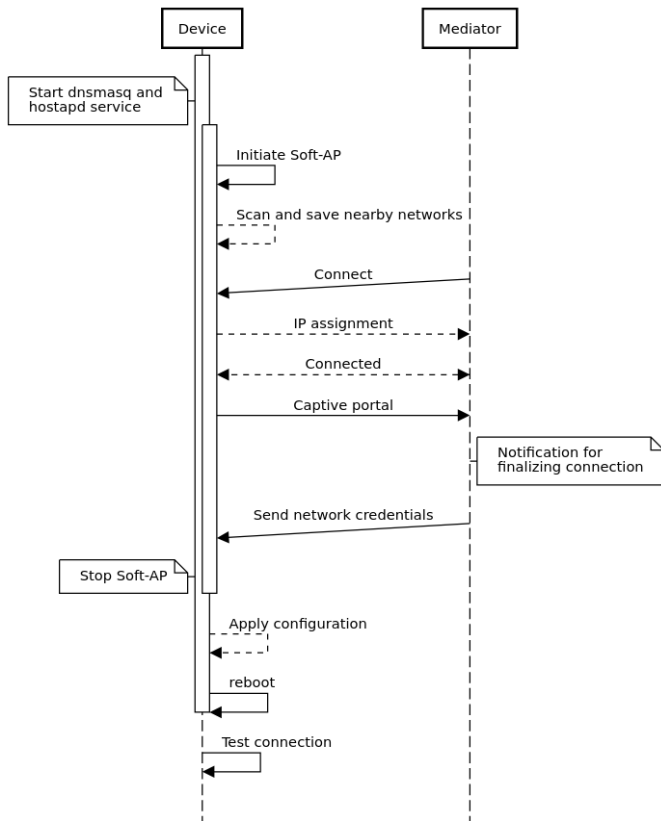 Device
Mediator
Start dnsmasq and
hostapd service
Initiate Soft-AP
Scan and save nearby networks
Connect
IP assignment
Connected
Captive portal
Notification for
finalizing connection
Send network credentials
Stop Soft-AP
Apply configuration
reboot
Test connection